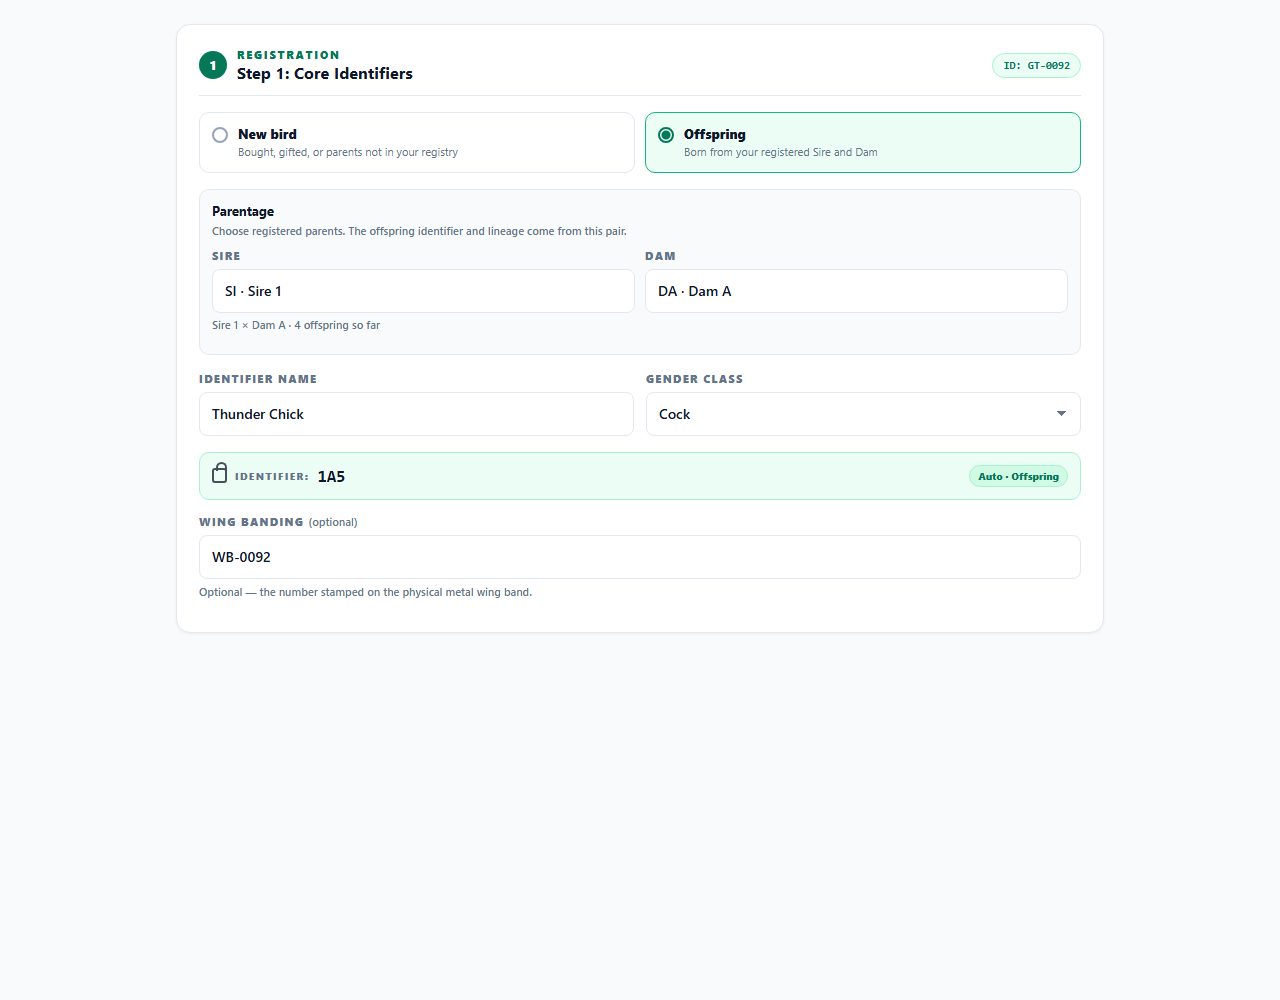 1
REGISTRATION
Step 1: Core Identifiers
ID: GT-0092
New bird
Bought, gifted, or parents not in your registry
Offspring
Born from your registered Sire and Dam
Parentage
Choose registered parents. The offspring identifier and lineage come from this pair.
SIRE
SI · Sire 1
DAM
DA · Dam A
Sire 1 × Dam A · 4 offspring so far
IDENTIFIER NAME
Thunder Chick
GENDER CLASS
Cock
IDENTIFIER: 1A5
Auto · Offspring
WING BANDING (optional)
WB-0092
Optional — the number stamped on the physical metal wing band.